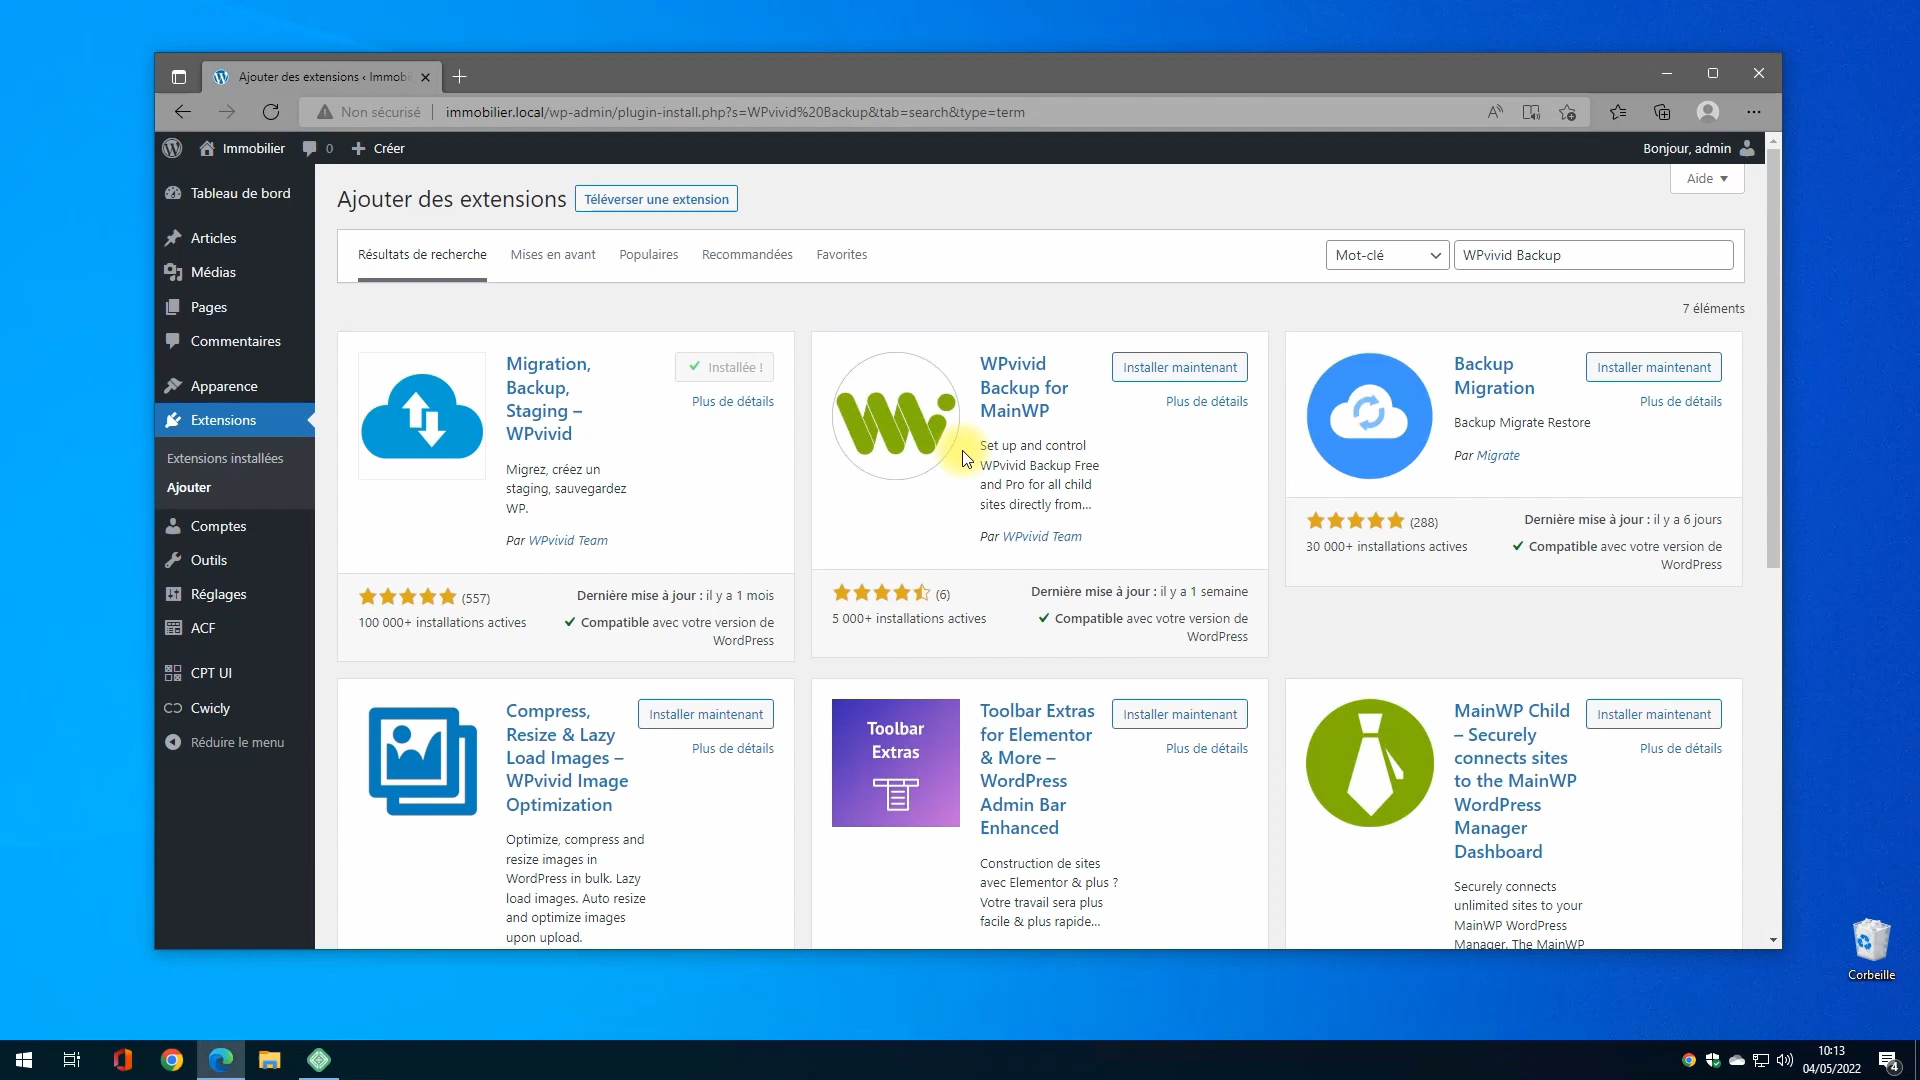 Ajouter des extensions ‹ Immobi
Non sécurisé
immobilier.local/wp-admin/plugin-install.php?s=WPvivid%20Backup&tab=search&type=term
Immobilier
0
Créer
Bonjour, admin
Tableau de bord
Articles
Médias
Pages
Commentaires
Apparence
Extensions
Extensions installées
Ajouter
Comptes
Outils
Réglages
ACF
CPT UI
Cwicly
Réduire le menu
Aide
Ajouter des extensions
Téléverser une extension
Résultats de recherche
Mises en avant
Populaires
Recommandées
Favorites
Mot-clé
WPvivid Backup
7 éléments
Migration,
Backup,
Staging –
WPvivid
Installée !
Plus de détails
Migrez, créez un
staging, sauvegardez
WP.
Par WPvivid Team
(557)
100 000+ installations actives
Dernière mise à jour : il y a 1 mois
Compatible avec votre version de
WordPress
WPvivid
Backup for
MainWP
Installer maintenant
Plus de détails
Set up and control
WPvivid Backup Free
and Pro for all child
sites directly from...
Par WPvivid Team
(6)
5 000+ installations actives
Dernière mise à jour : il y a 1 semaine
Compatible avec votre version de
WordPress
Backup
Migration
Installer maintenant
Plus de détails
Backup Migrate Restore
Par Migrate
(288)
30 000+ installations actives
Dernière mise à jour : il y a 6 jours
Compatible avec votre version de
WordPress
Compress,
Resize & Lazy
Load Images –
WPvivid Image
Optimization
Installer maintenant
Plus de détails
Optimize, compress and
resize images in
WordPress in bulk. Lazy
load images. Auto resize
and optimize images
upon upload.
Toolbar
Extras
Toolbar Extras
for Elementor
& More –
WordPress
Admin Bar
Enhanced
Installer maintenant
Plus de détails
Construction de sites
avec Elementor & plus ?
Votre travail sera plus
facile & plus rapide...
MainWP Child
– Securely
connects sites
to the MainWP
WordPress
Manager
Dashboard
Installer maintenant
Plus de détails
Securely connects
unlimited sites to your
MainWP WordPress
Manager. The MainWP
Corbeille
10:13
04/05/2022
4